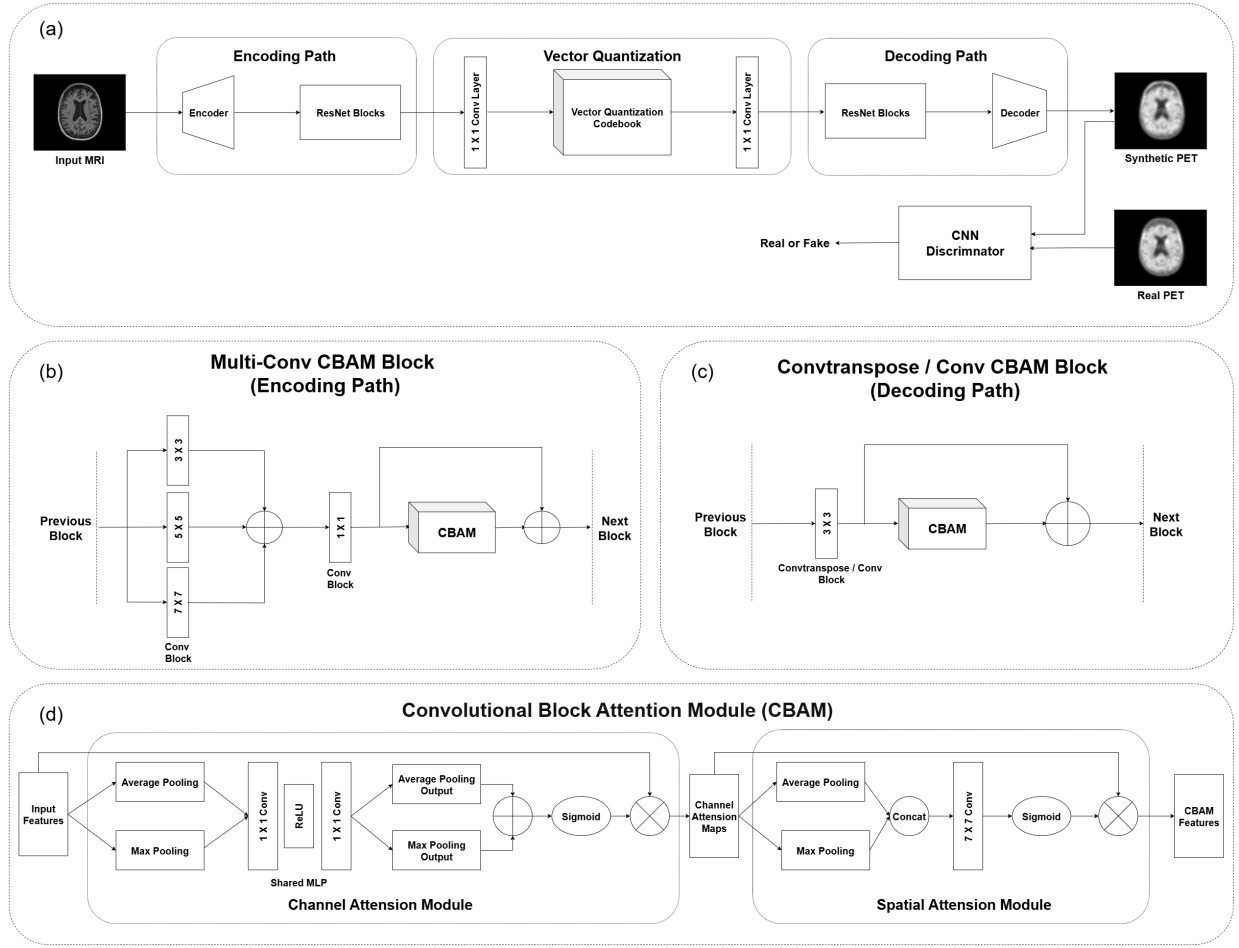 (a)
Encoding Path
Vector Quantization
Decoding Path
Input MRI
Encoder
ResNet Blocks
1 X 1 Conv Layer
Vector Quantization
Codebook
1 X 1 Conv Layer
ResNet Blocks
Decoder
Synthetic PET
Real or Fake
CNN
Discrimnator
Real PET
(b)
Multi-Conv CBAM Block
(Encoding Path)
Previous
Block
3 X 3
5 X 5
7 X 7
Conv
Block
1 X 1
Conv
Block
CBAM
Next
Block
(c)
Convtranspose / Conv CBAM Block
(Decoding Path)
Previous
Block
3 X 3
Convtranspose / Conv
Block
CBAM
Next
Block
(d)
Convolutional Block Attention Module (CBAM)
Input
Features
Average Pooling
Max Pooling
1 X 1 Conv
ReLU
1 X 1 Conv
Shared MLP
Average Pooling
Output
Max Pooling
Output
Sigmoid
Channel Attension Module
Channel
Attension
Maps
Average Pooling
Max Pooling
Concat
7 X 7 Conv
Sigmoid
Spatial Attension Module
CBAM
Features